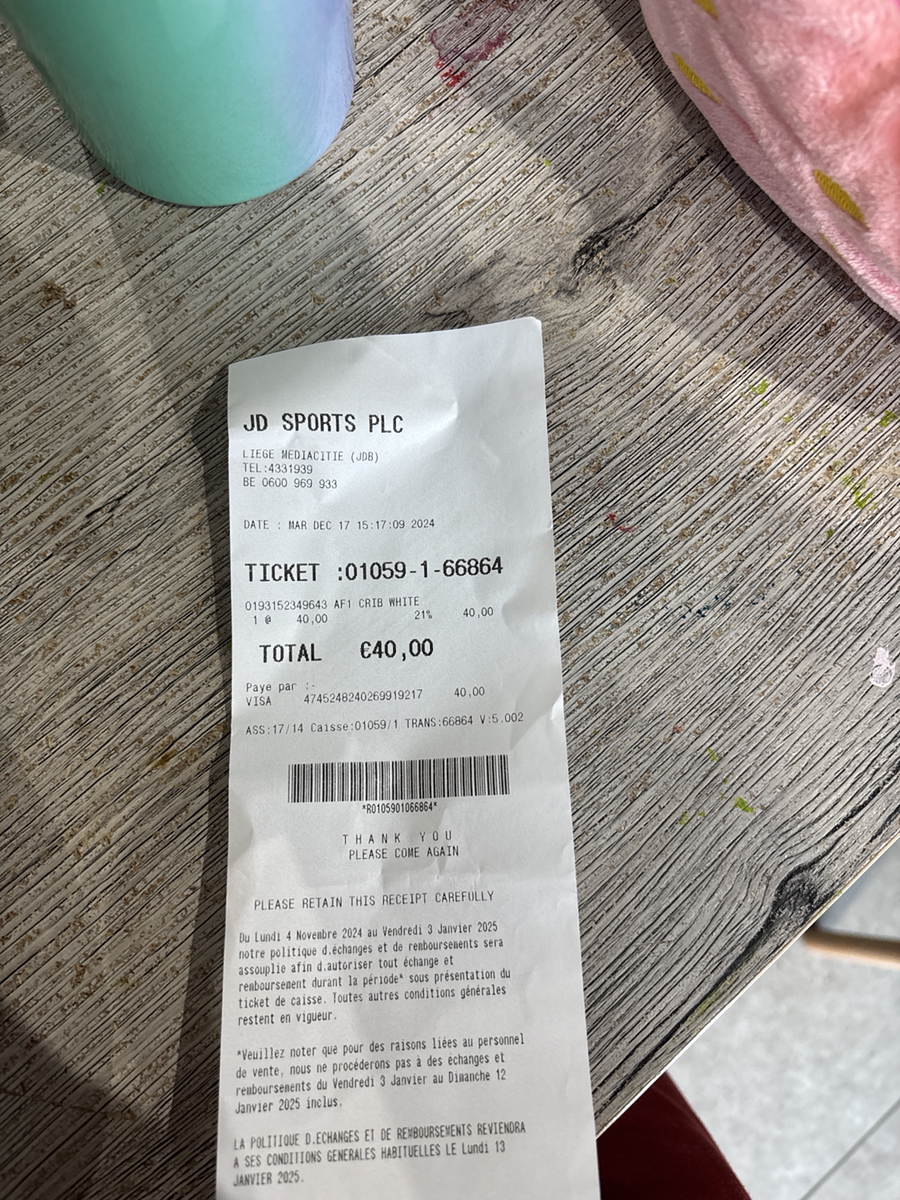 JD SPORTS PLC
LIEGE MEDIACITIE (JDB)
TEL:4331939
BE 0600 969 933
DATE : MAR DEC 17 15:17:09 2024
TICKET :01059-1-66864
0193152349643 AF1 CRIB WHITE
1 @ 40,00 21% 40,00
TOTAL €40,00
Paye par :-
VISA 4745248240269919217 40,00
ASS:17/14 Caisse:01059/1 TRANS:66864 V:5.002
*R0105901066864*
THANK YOU
PLEASE COME AGAIN
PLEASE RETAIN THIS RECEIPT CAREFULLY
Du Lundi 4 Novembre 2024 au Vendredi 3 Janvier 2025
notre politique d.échanges et de remboursements sera
assouplie afin d.autoriser tout échange et
remboursement durant la période* sous présentation du
ticket de caisse. Toutes autres conditions générales
restent en vigueur.
*Veuillez noter que pour des raisons liées au personnel
de vente, nous ne procéderons pas à des échanges et
remboursements du Vendredi 3 Janvier au Dimanche 12
Janvier 2025 inclus.
LA POLITIQUE D.ECHANGES ET DE REMBOURSEMENTS REVIENDRA
A SES CONDITIONS GENERALES HABITUELLES LE Lundi 13
JANVIER 2025.